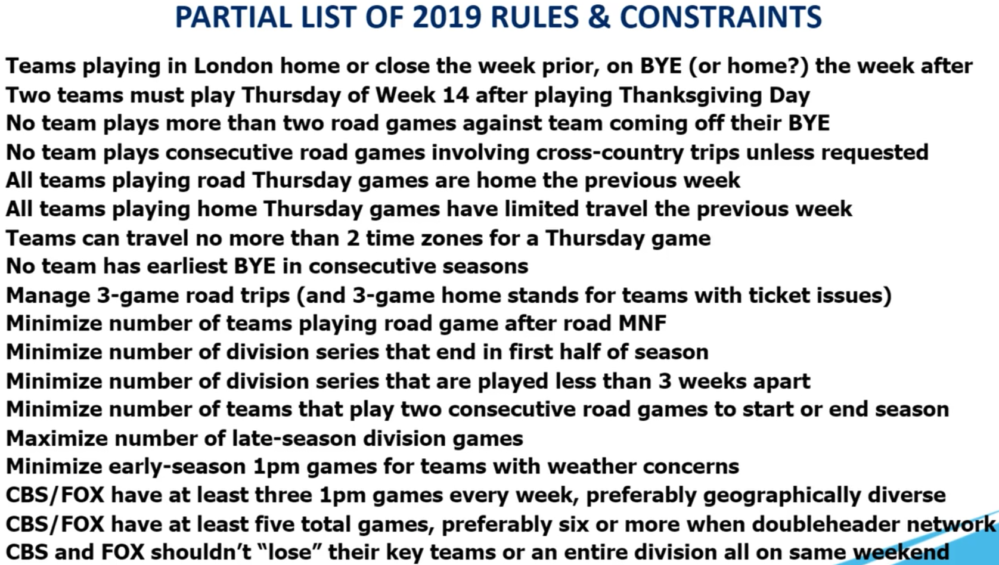 PARTIAL LIST OF 2019 RULES & CONSTRAINTS
Teams playing in London home or close the week prior, on BYE (or home?) the week after
Two teams must play Thursday of Week 14 after playing Thanksgiving Day
No team plays more than two road games against team coming off their BYE
No team plays consecutive road games involving cross-country trips unless requested
All teams playing road Thursday games are home the previous week
All teams playing home Thursday games have limited travel the previous week
Teams can travel no more than 2 time zones for a Thursday game
No team has earliest BYE in consecutive seasons
Manage 3-game road trips (and 3-game home stands for teams with ticket issues)
Minimize number of teams playing road game after road MNF
Minimize number of division series that end in first half of season
Minimize number of division series that are played less than 3 weeks apart
Minimize number of teams that play two consecutive road games to start or end season
Maximize number of late-season division games
Minimize early-season 1pm games for teams with weather concerns
CBS/FOX have at least three 1pm games every week, preferably geographically diverse
CBS/FOX have at least five total games, preferably six or more when doubleheader network
CBS and FOX shouldn’t “lose” their key teams or an entire division all on same weekend